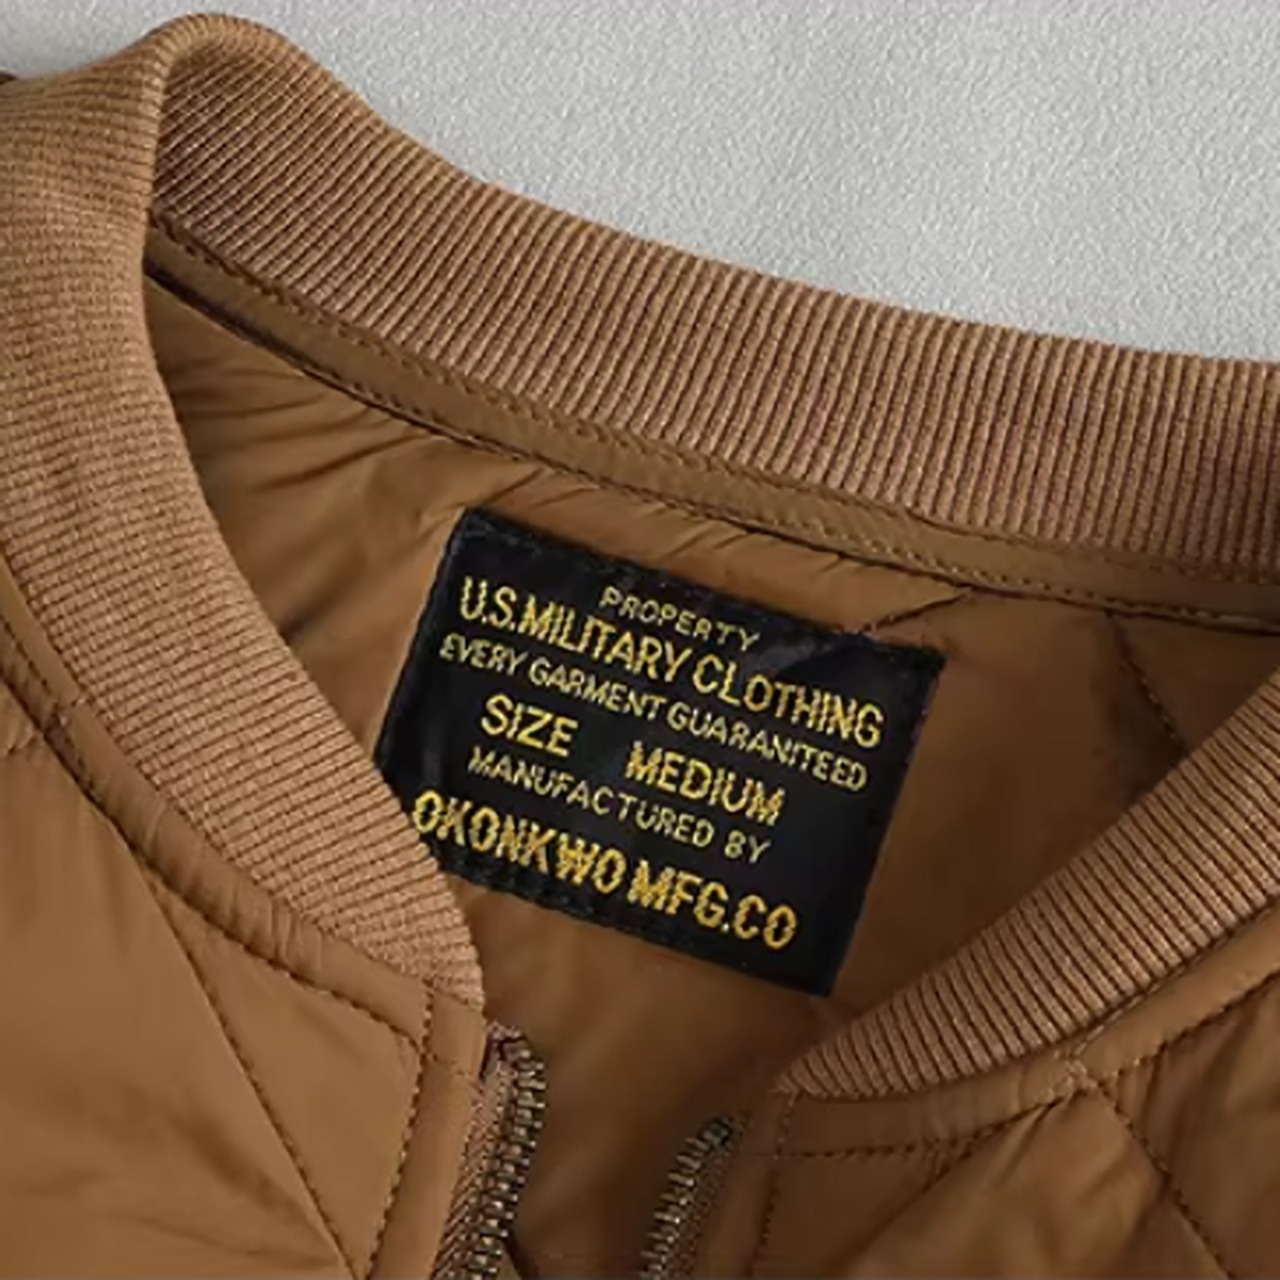 PROPERTY
U.S.MILITARY CLOTHING
EVERY GARMENT GUARANITEED
SIZE MEDIUM
MANUFACTURED BY
OKONKWO MFG.CO